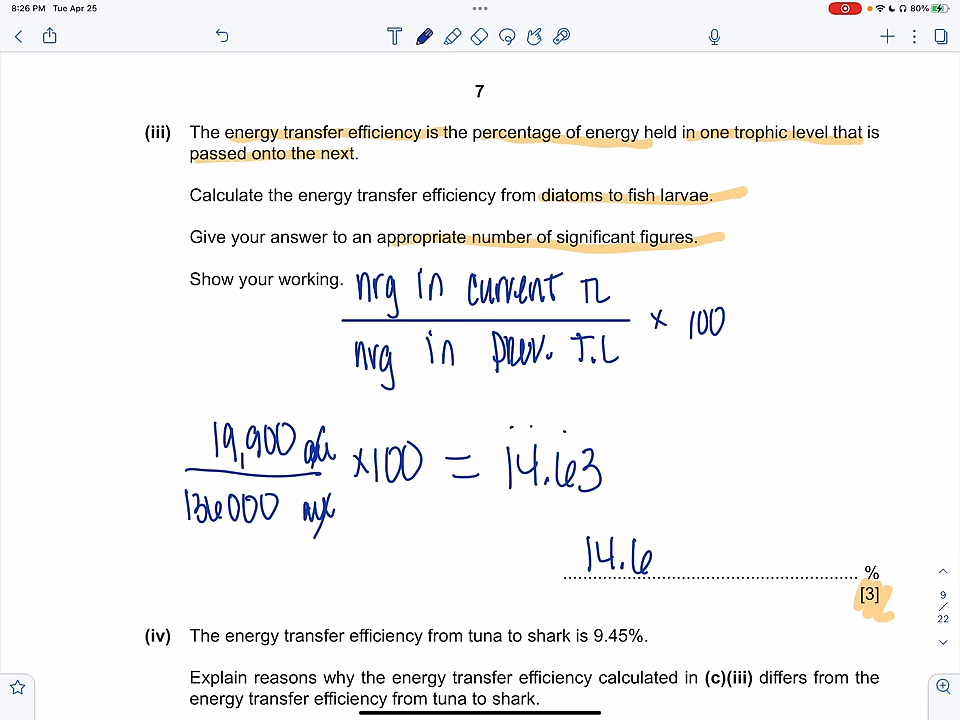 8:26 PM Tue Apr 25
80%
7
(iii) The energy transfer efficiency is the percentage of energy held in one trophic level that is
passed onto the next.
Calculate the energy transfer efficiency from diatoms to fish larvae.
Give your answer to an appropriate number of significant figures.
Show your working.
nrg in current TL
nrg in prev. T.L
× 100
19,900
136000
×100 = 14.63
14.6
%
[3]
9
/
22
(iv) The energy transfer efficiency from tuna to shark is 9.45%.
Explain reasons why the energy transfer efficiency calculated in (c)(iii) differs from the
energy transfer efficiency from tuna to shark.